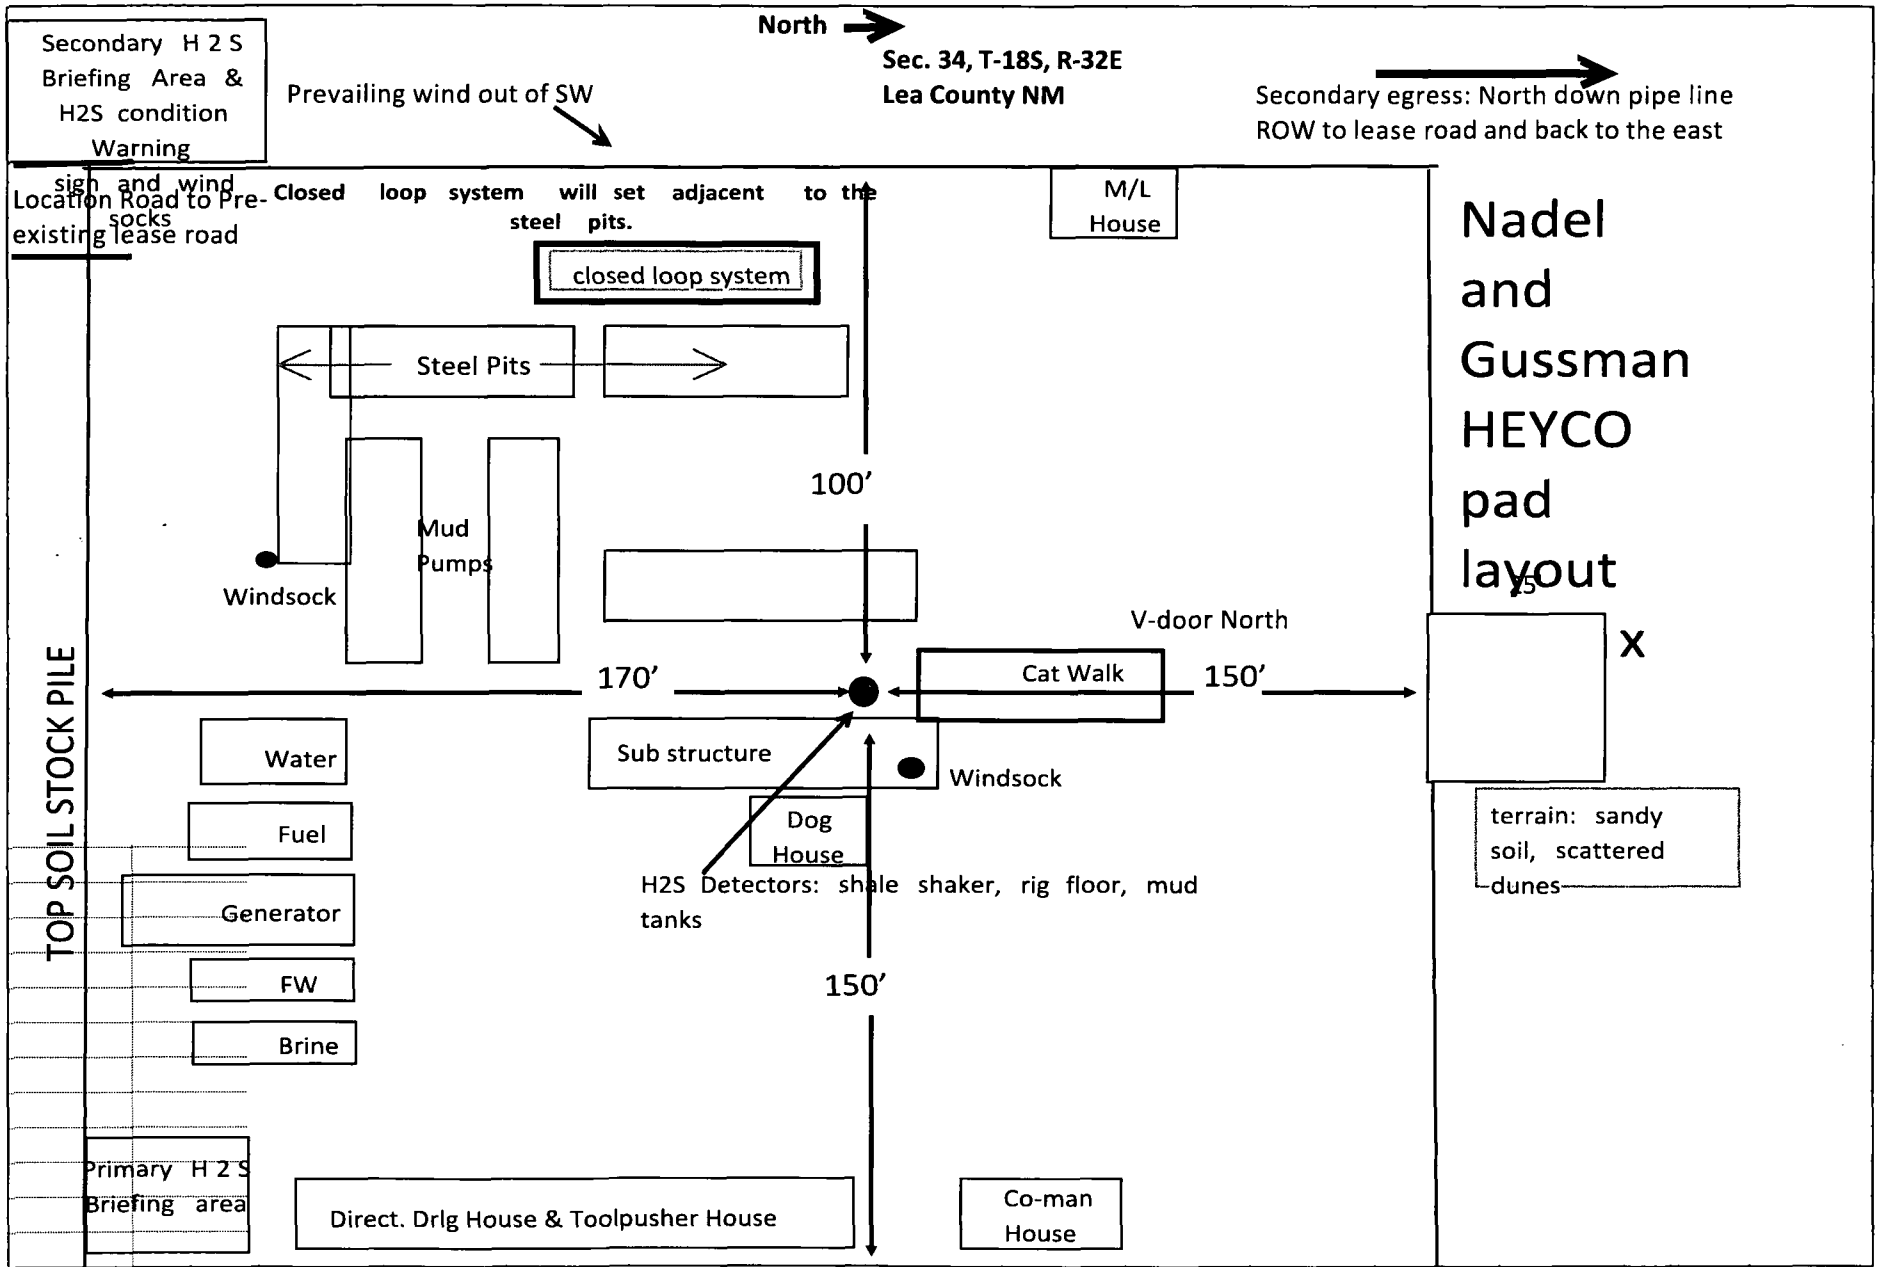 North
Sec. 34, T-18S, R-32E
Lea County NM
Secondary H 2 S
Briefing Area &
H2S condition
Warning
sign and wind
socks
Prevailing wind out of SW
Secondary egress: North down pipe line
ROW to lease road and back to the east
Location Road to Pre-
existing lease road
Closed loop system will set adjacent to the
steel pits.
closed loop system
M/L
House
Nadel
and
Gussman
HEYCO
pad
layout
Steel Pits
100'
Mud
Pumps
Windsock
25'
X
V-door North
Cat Walk
170'
150'
TOP SOIL STOCK PILE
Water
Sub structure
Windsock
Fuel
Dog
House
terrain: sandy
soil, scattered
dunes
H2S Detectors: shale shaker, rig floor, mud
tanks
Generator
FW
150'
Brine
Primary H 2 S
Briefing area
Direct. Drlg House & Toolpusher House
Co-man
House